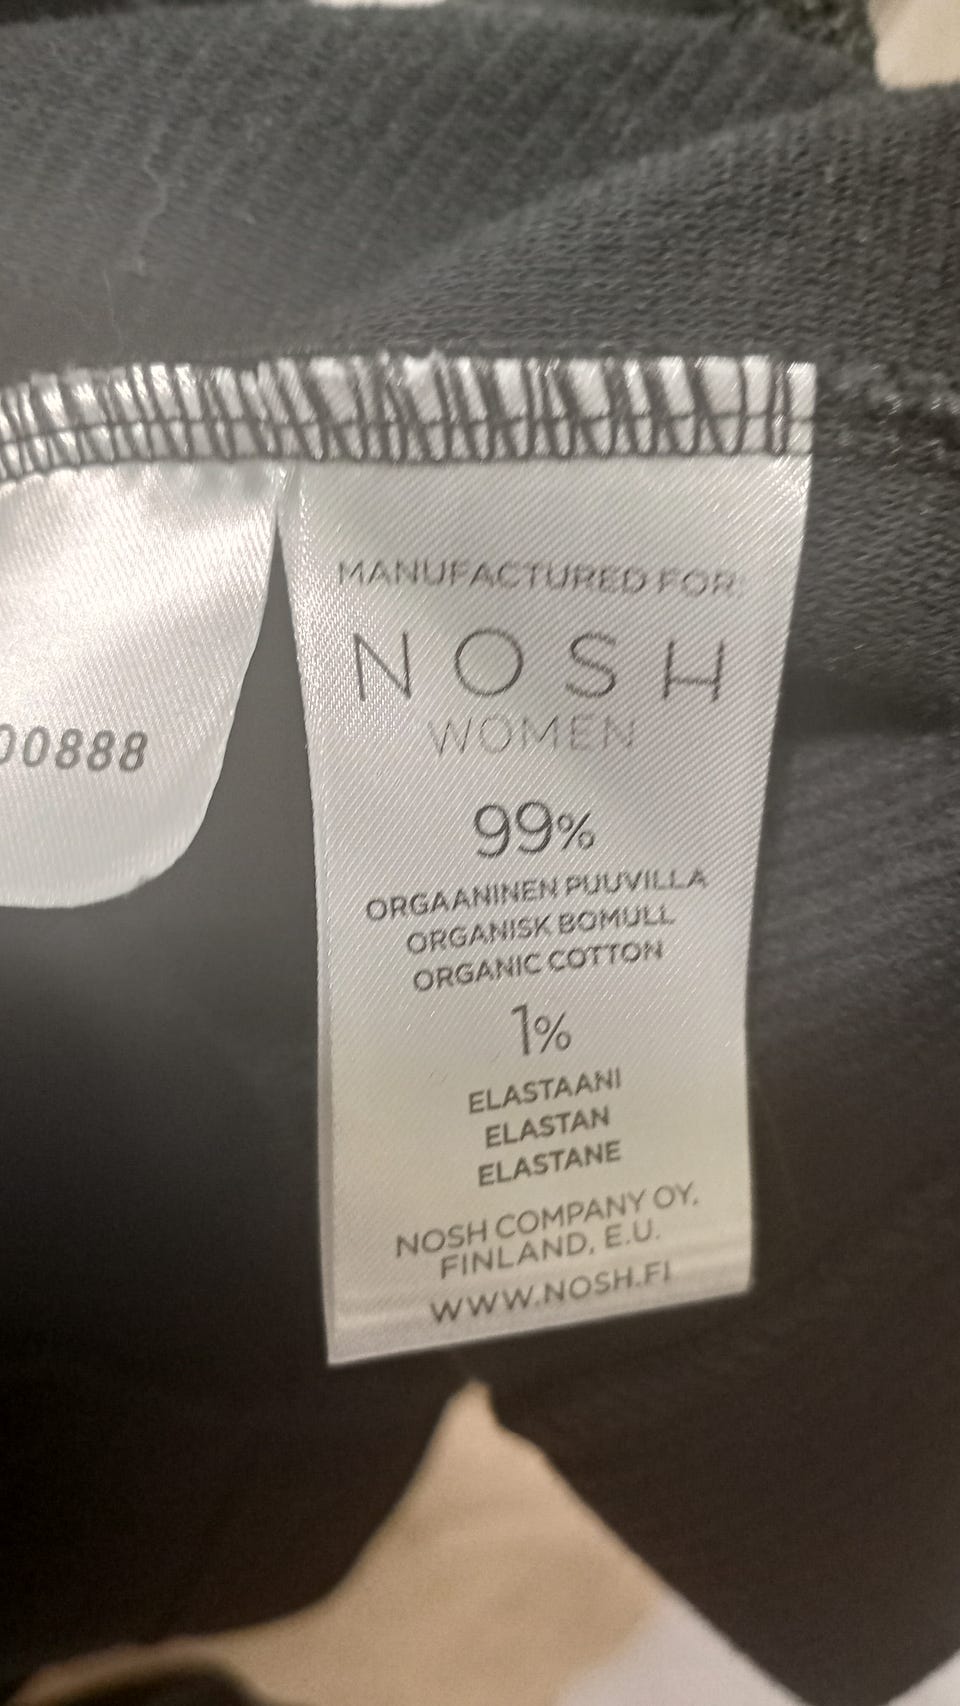 MANUFACTURED FOR
NOSH
WOMEN
99%
ORGAANINEN PUUVILLA
ORGANISK BOMULL
ORGANIC COTTON
1%
ELASTAANI
ELASTAN
ELASTANE
NOSH COMPANY OY.
FINLAND, E.U.
WWW.NOSH.FI
00888